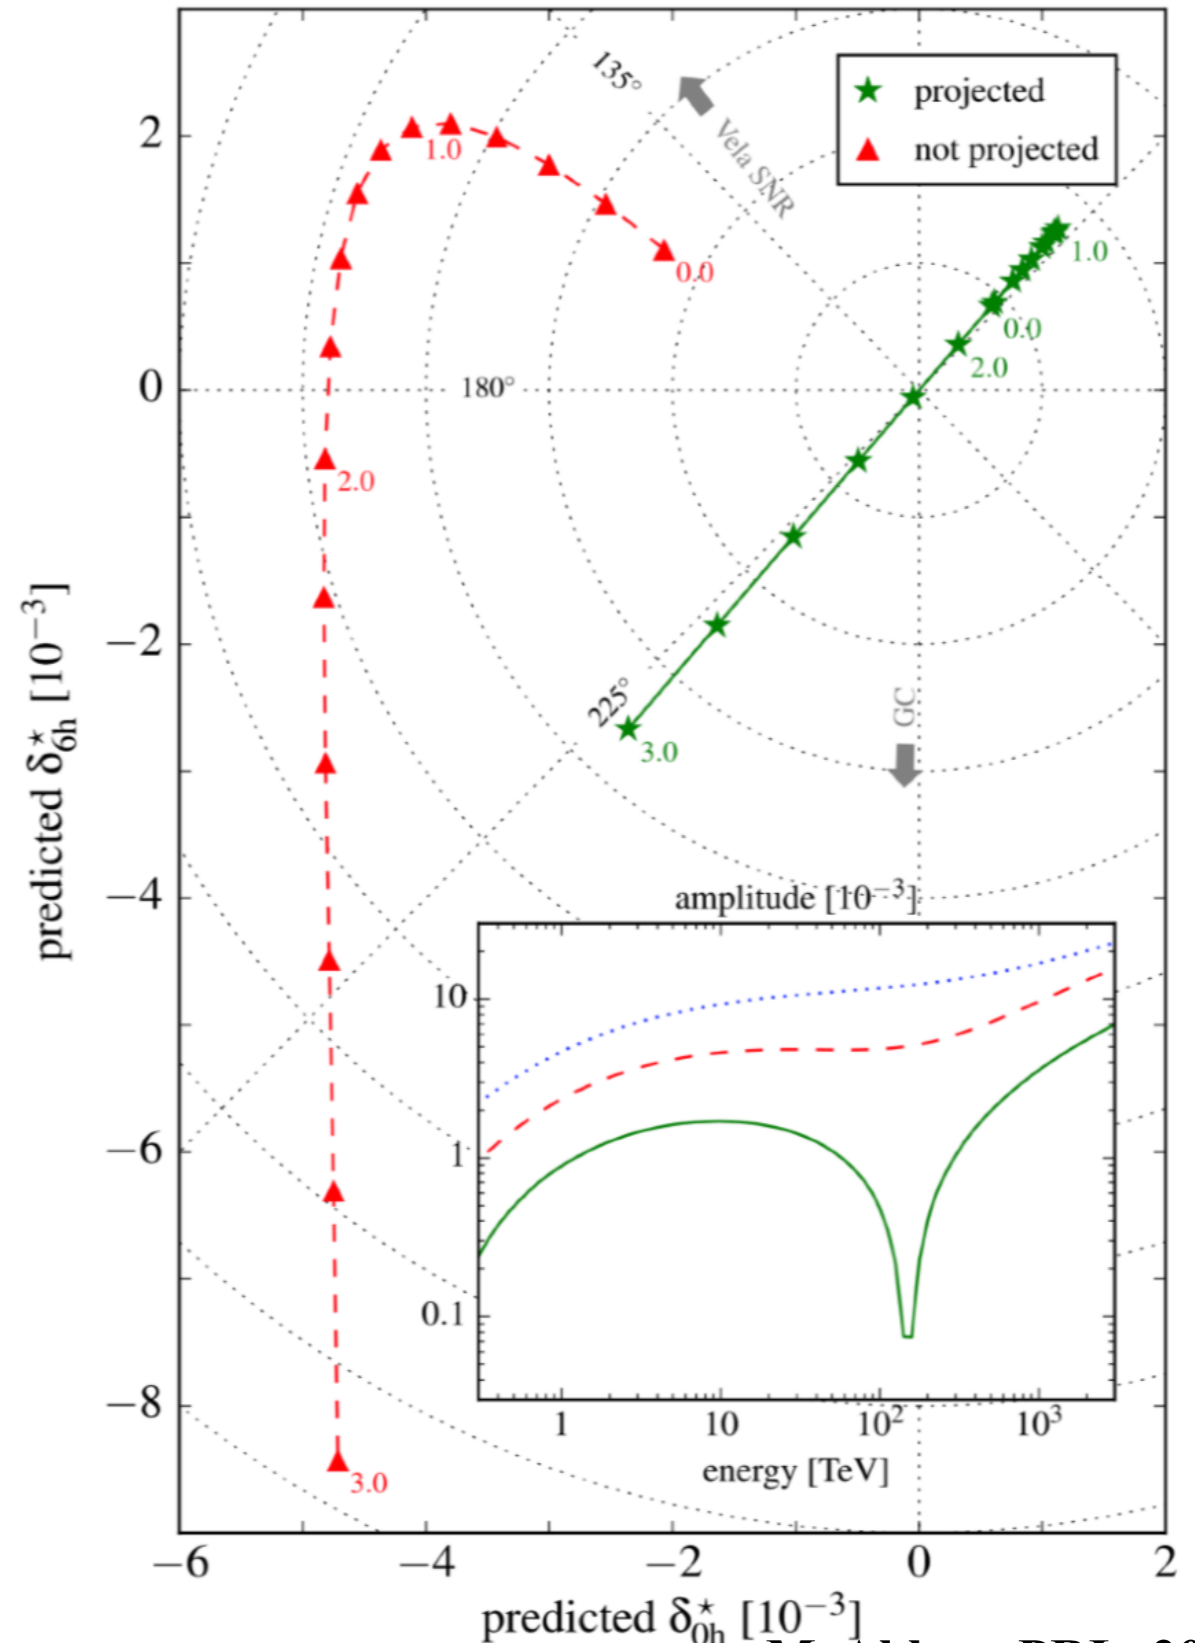 projected
not projected
135°
Vela SNR
2
1.0
0.0
1.0
0.0
2.0
0
180°
2.0
predicted δ⋆6h [10−3]
−2
225°
3.0
GC
−4
amplitude [10−3]
10
1
0.1
1 10 10² 10³
energy [TeV]
−6
−8
3.0
−6 −4 −2 0 2
predicted δ⋆0h [10−3]